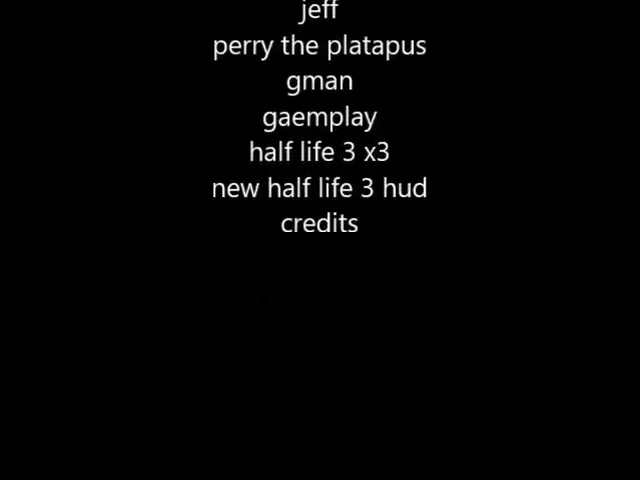 jeff
perry the platapus
gman
gaemplay
half life 3 x3
new half life 3 hud
credits